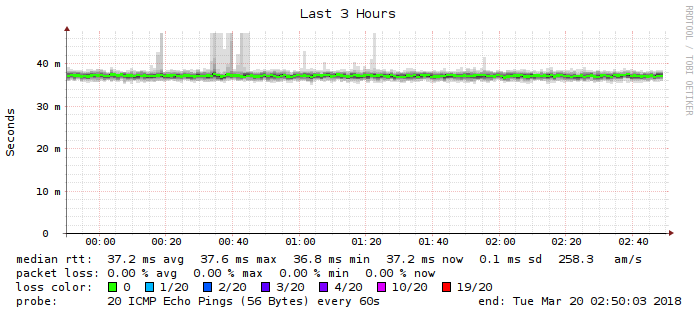 Last 3 Hours
RRDTOOL / TOBI OETIKER
Seconds
40 m
30 m
20 m
10 m
0
00:00 00:20 00:40 01:00 01:20 01:40 02:00 02:20 02:40
median rtt: 37.2 ms avg 37.6 ms max 36.8 ms min 37.2 ms now 0.1 ms sd 258.3 am/s
packet loss: 0.00 % avg 0.00 % max 0.00 % min 0.00 % now
loss color: 0 1/20 2/20 3/20 4/20 10/20 19/20
probe: 20 ICMP Echo Pings (56 Bytes) every 60s end: Tue Mar 20 02:50:03 2018